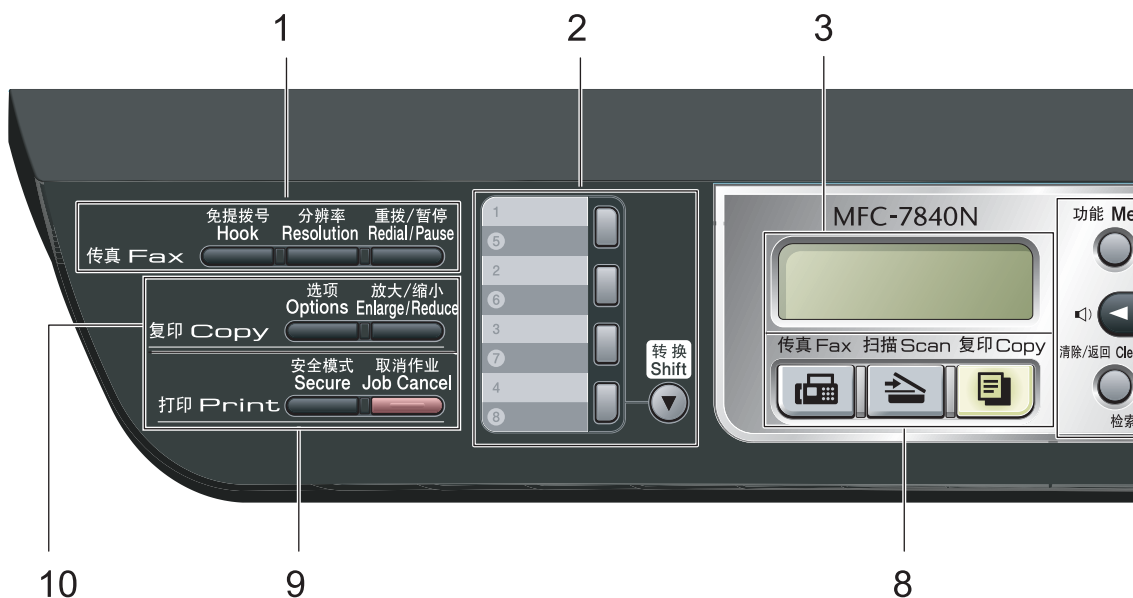 1
2
3
免提拨号 分辨率 重拨/暂停
Hook Resolution Redial/Pause
传真 Fax
选项 放大/缩小
Options Enlarge/Reduce
复印 Copy
安全模式 取消作业
Secure Job Cancel
打印 Print
1
5
2
6
3
7
4
8
转换
Shift
MFC-7840N
传真 Fax 扫描 Scan 复印 Copy
功能 Me
清除/返回 Cle
检索
10
9
8